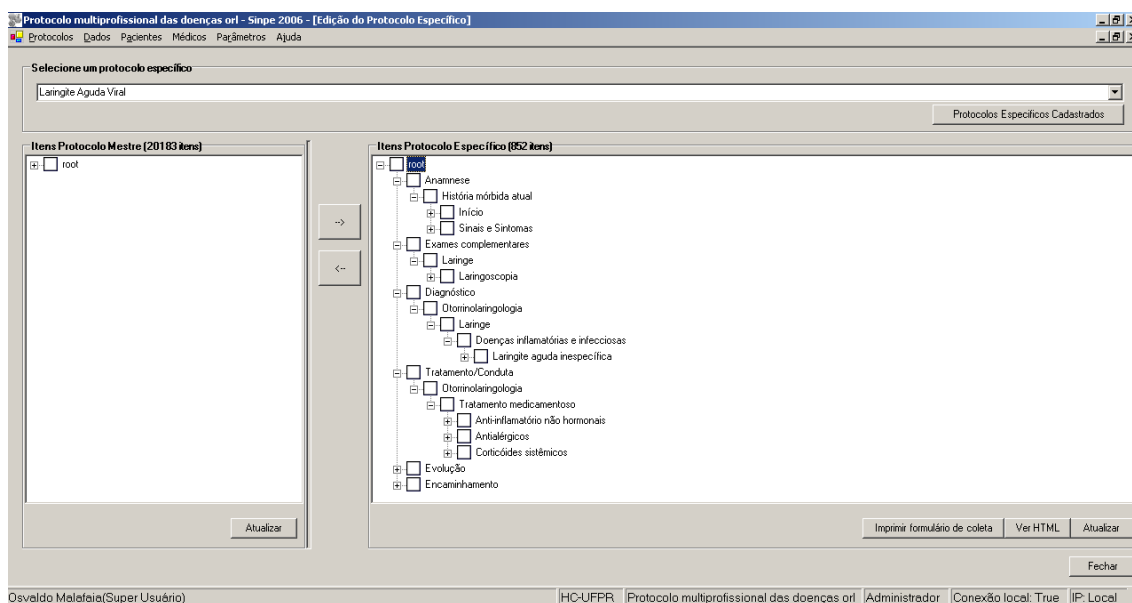 Protocolo multiprofissional das doenças orl - Sinpe 2006 - [Edição do Protocolo Específico]
Protocolos Dados Pacientes Médicos Parâmetros Ajuda
Selecione um protocolo específico
Laringite Aguda Viral
Protocolos Especificos Cadastrados
Itens Protocolo Mestre (20183 itens)
root
Atualizar
-->
<--
Itens Protocolo Específico (852 itens)
root
Anamnese
História mórbida atual
Início
Sinais e Sintomas
Exames complementares
Laringe
Laringoscopia
Diagnóstico
Otorrinolaringologia
Laringe
Doenças inflamatórias e infecciosas
Laringite aguda inespecífica
Tratamento/Conduta
Otorrinolaringologia
Tratamento medicamentoso
Anti-inflamatório não hormonais
Antialérgicos
Corticóides sistêmicos
Evolução
Encaminhamento
Imprimir formulário de coleta Ver HTML Atualizar
Fechar
Osvaldo Malafaia(Super Usuário) HC-UFPR Protocolo multiprofissional das doenças orl Administrador Conexão local: True IP: Local